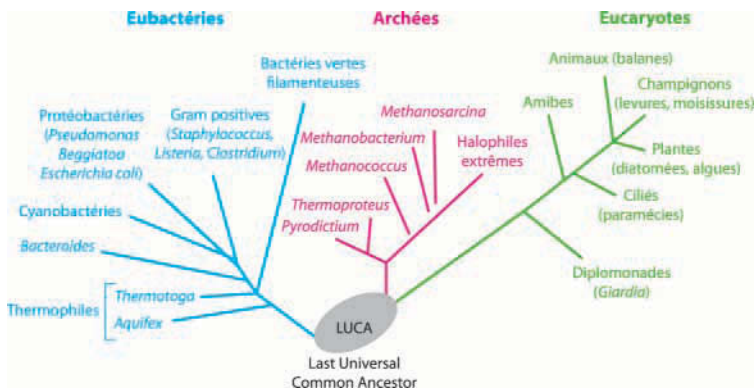 Eubactéries
Archées
Eucaryotes
Bactéries vertes
filamenteuses
Protéobactéries
(Pseudomonas
Beggiatoa
Escherichia coli)
Gram positives
(Staphylococcus,
Listeria, Clostridium)
Cyanobactéries
Bacteroides
Thermophiles
Thermotoga
Aquifex
Methanosarcina
Methanobacterium
Methanococcus
Halophiles
extrêmes
Thermoproteus
Pyrodictium
Animaux (balanes)
Champignons
(levures, moisissures)
Amibes
Plantes
(diatomées, algues)
Ciliés
(paramécies)
Diplomonades
(Giardia)
LUCA
Last Universal
Common Ancestor